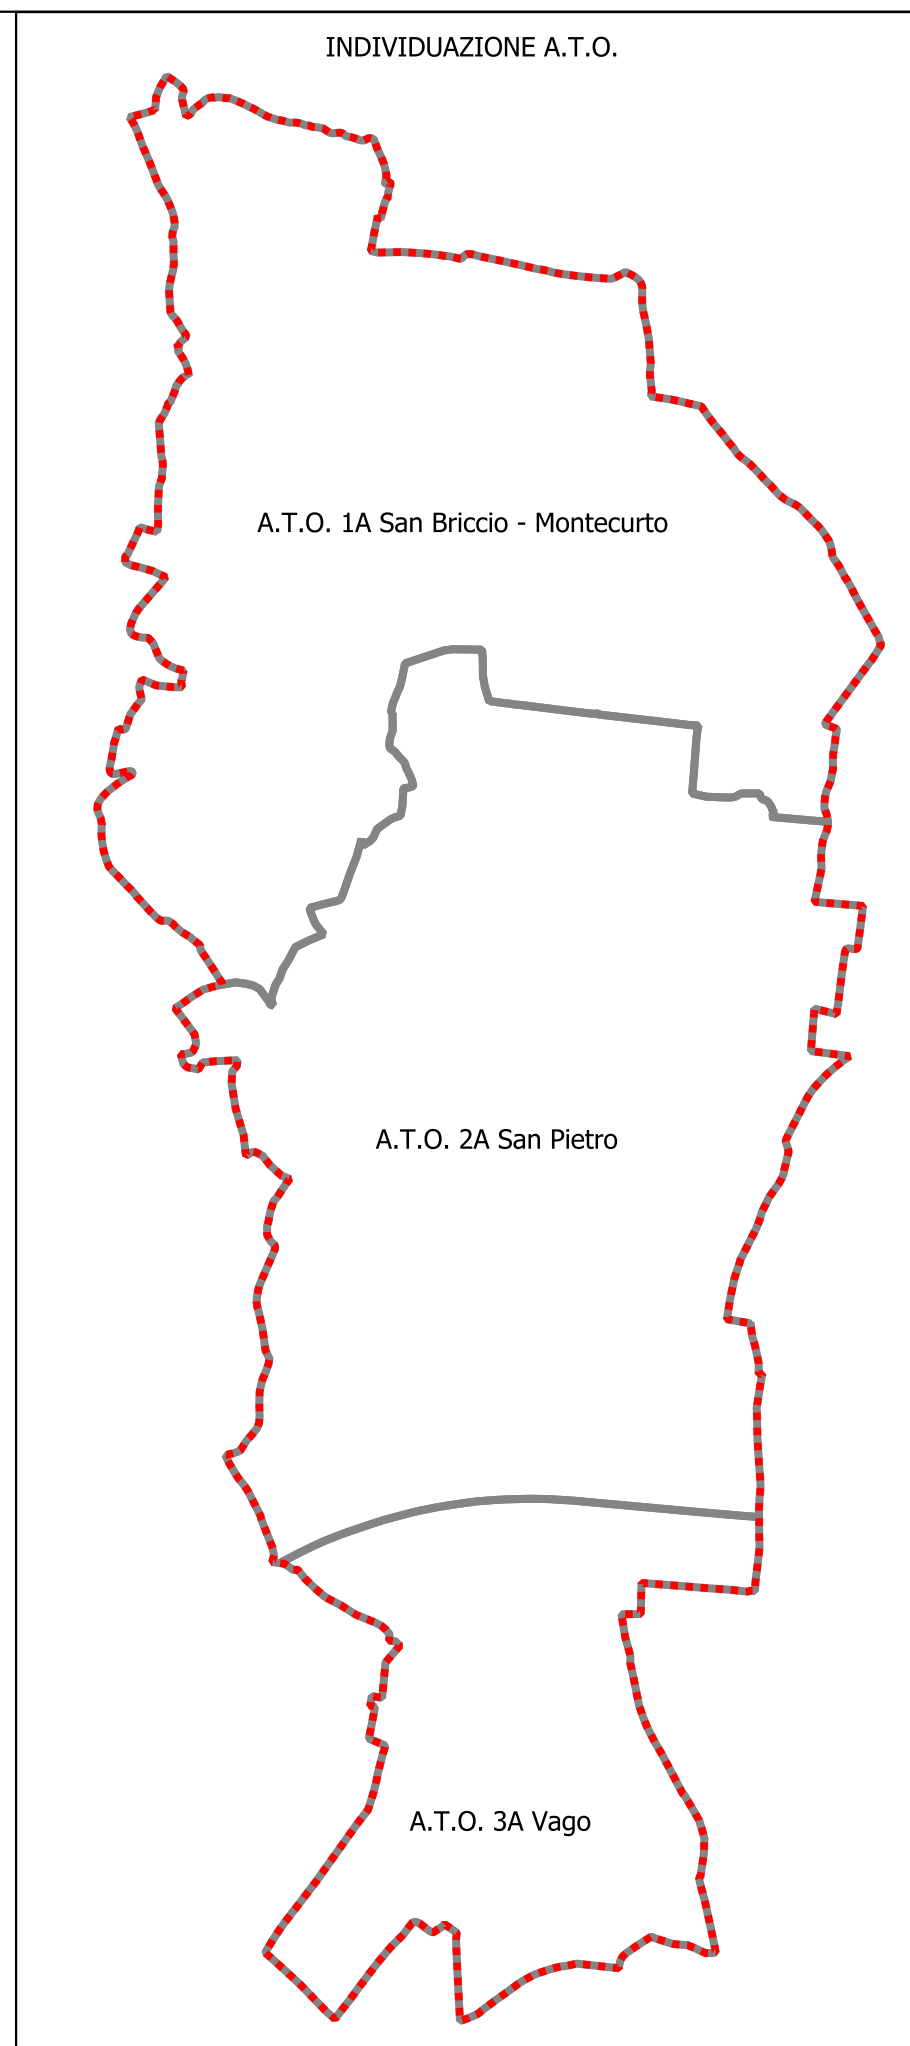 INDIVIDUAZIONE A.T.O.
A.T.O. 1A San Briccio - Montecurto
A.T.O. 2A San Pietro
A.T.O. 3A Vago